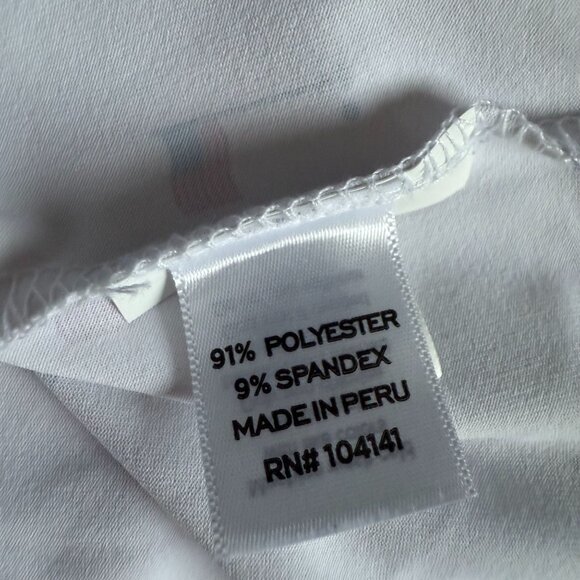 91% POLYESTER
9% SPANDEX
MADE IN PERU
RN# 104141